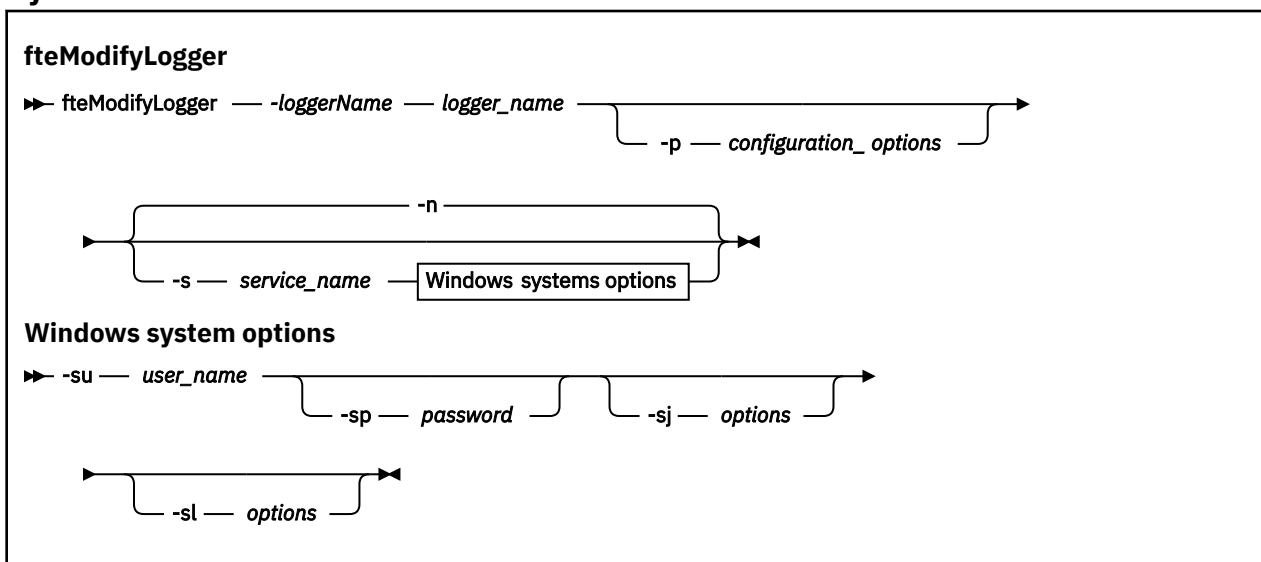 fteModifyLogger
fteModifyLogger -loggerName logger_name
-p configuration_ options
-n
-s service_name Windows systems options
Windows system options
-su user_name
-sp password -sj options
-sl options